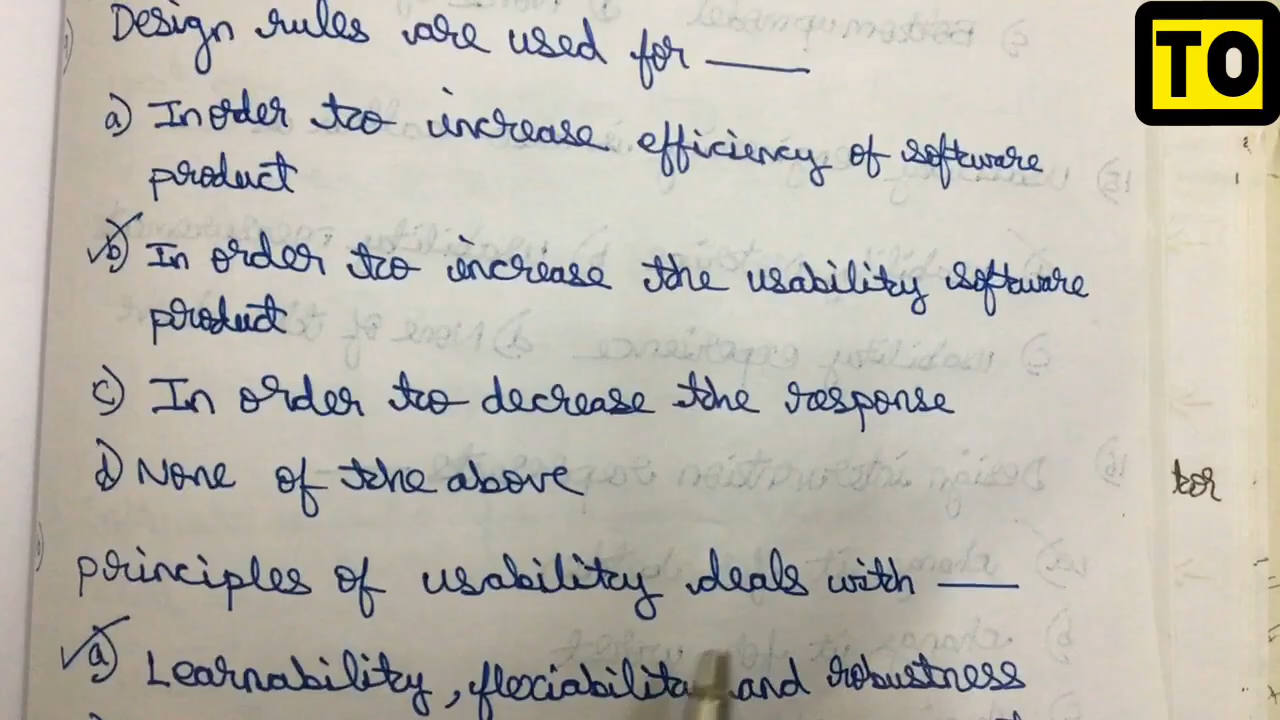 TO
Design rules are used for ____
a) Inorder to increase efficiency of software
product
b) In order to increase the usability software
product
c) In order to decrease the response
d) None of the above
tor
principles of usability deals with ____
a) Learnability, flexiability and robustness